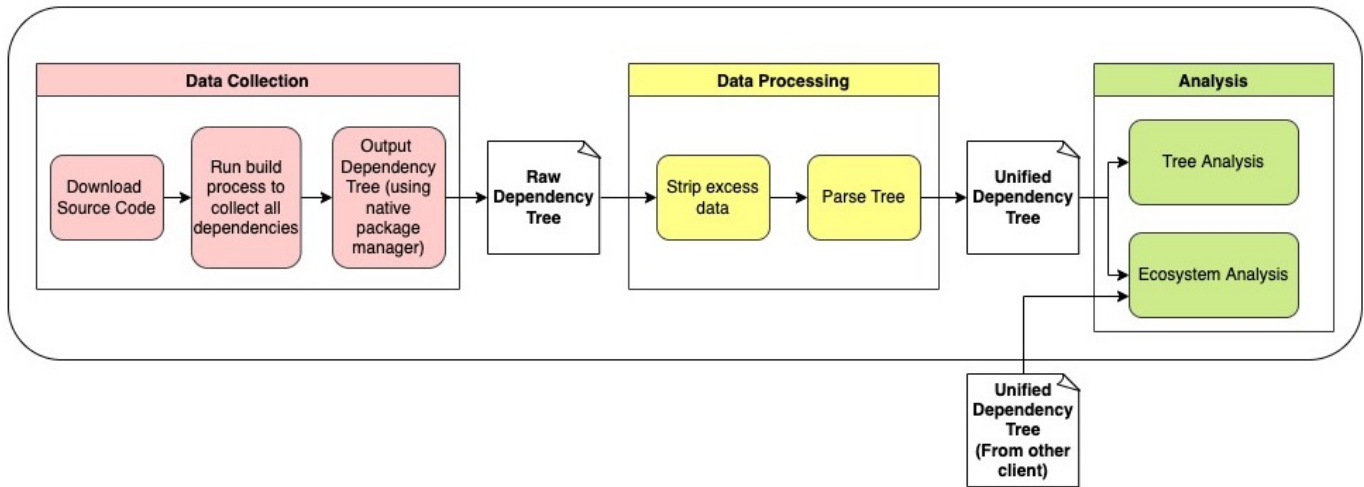 Data Collection
Download
Source Code
Run build
process to
collect all
dependencies
Output
Dependency
Tree (using
native
package
manager)
Raw
Dependency
Tree
Data Processing
Strip excess
data
Parse Tree
Unified
Dependency
Tree
Analysis
Tree Analysis
Ecosystem Analysis
Unified
Dependency
Tree
(From other
client)